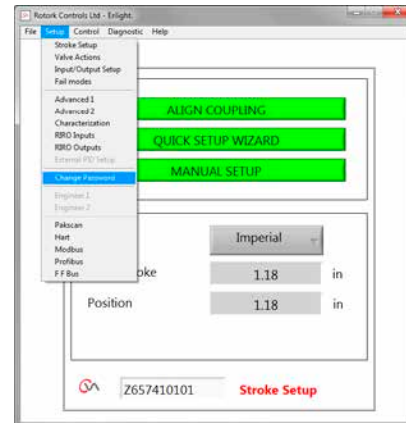 Rotork Controls Ltd - Enlight.
File Setup Control Diagnostic Help
Stroke Setup
Valve Actions
Input/Output Setup
Fail modes
Advanced 1
Advanced 2
Characterization
RIRO Inputs
RIRO Outputs
External PID Setup
Change Password
Engineer 1
Engineer 2
Pakscan
Hart
Modbus
Profibus
F F Bus
ALIGN COUPLING
QUICK SETUP WIZARD
MANUAL SETUP
Imperial
oke 1.18 in
Position 1.18 in
Z657410101 Stroke Setup